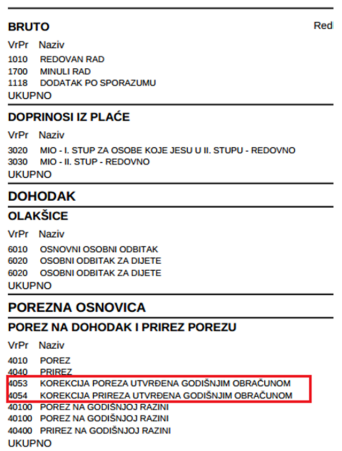 BRUTO Red
VrPr Naziv
1010 REDOVAN RAD
1700 MINULI RAD
1118 DODATAK PO SPORAZUMU
UKUPNO
DOPRINOSI IZ PLAĆE
VrPr Naziv
3020 MIO - I. STUP ZA OSOBE KOJE JESU U II. STUPU - REDOVNO
3030 MIO - II. STUP - REDOVNO
UKUPNO
DOHODAK
OLAKŠICE
VrPr Naziv
6010 OSNOVNI OSOBNI ODBITAK
6020 OSOBNI ODBITAK ZA DIJETE
6020 OSOBNI ODBITAK ZA DIJETE
UKUPNO
POREZNA OSNOVICA
POREZ NA DOHODAK I PRIREZ POREZU
VrPr Naziv
4010 POREZ
4040 PRIREZ
4053 KOREKCIJA POREZA UTVRĐENA GODIŠNJIM OBRAČUNOM
4054 KOREKCIJA PRIREZA UTVRĐENA GODIŠNJIM OBRAČUNOM
40100 POREZ NA GODIŠNJOJ RAZINI
40100 POREZ NA GODIŠNJOJ RAZINI
40400 PRIREZ NA GODIŠNJOJ RAZINI
UKUPNO